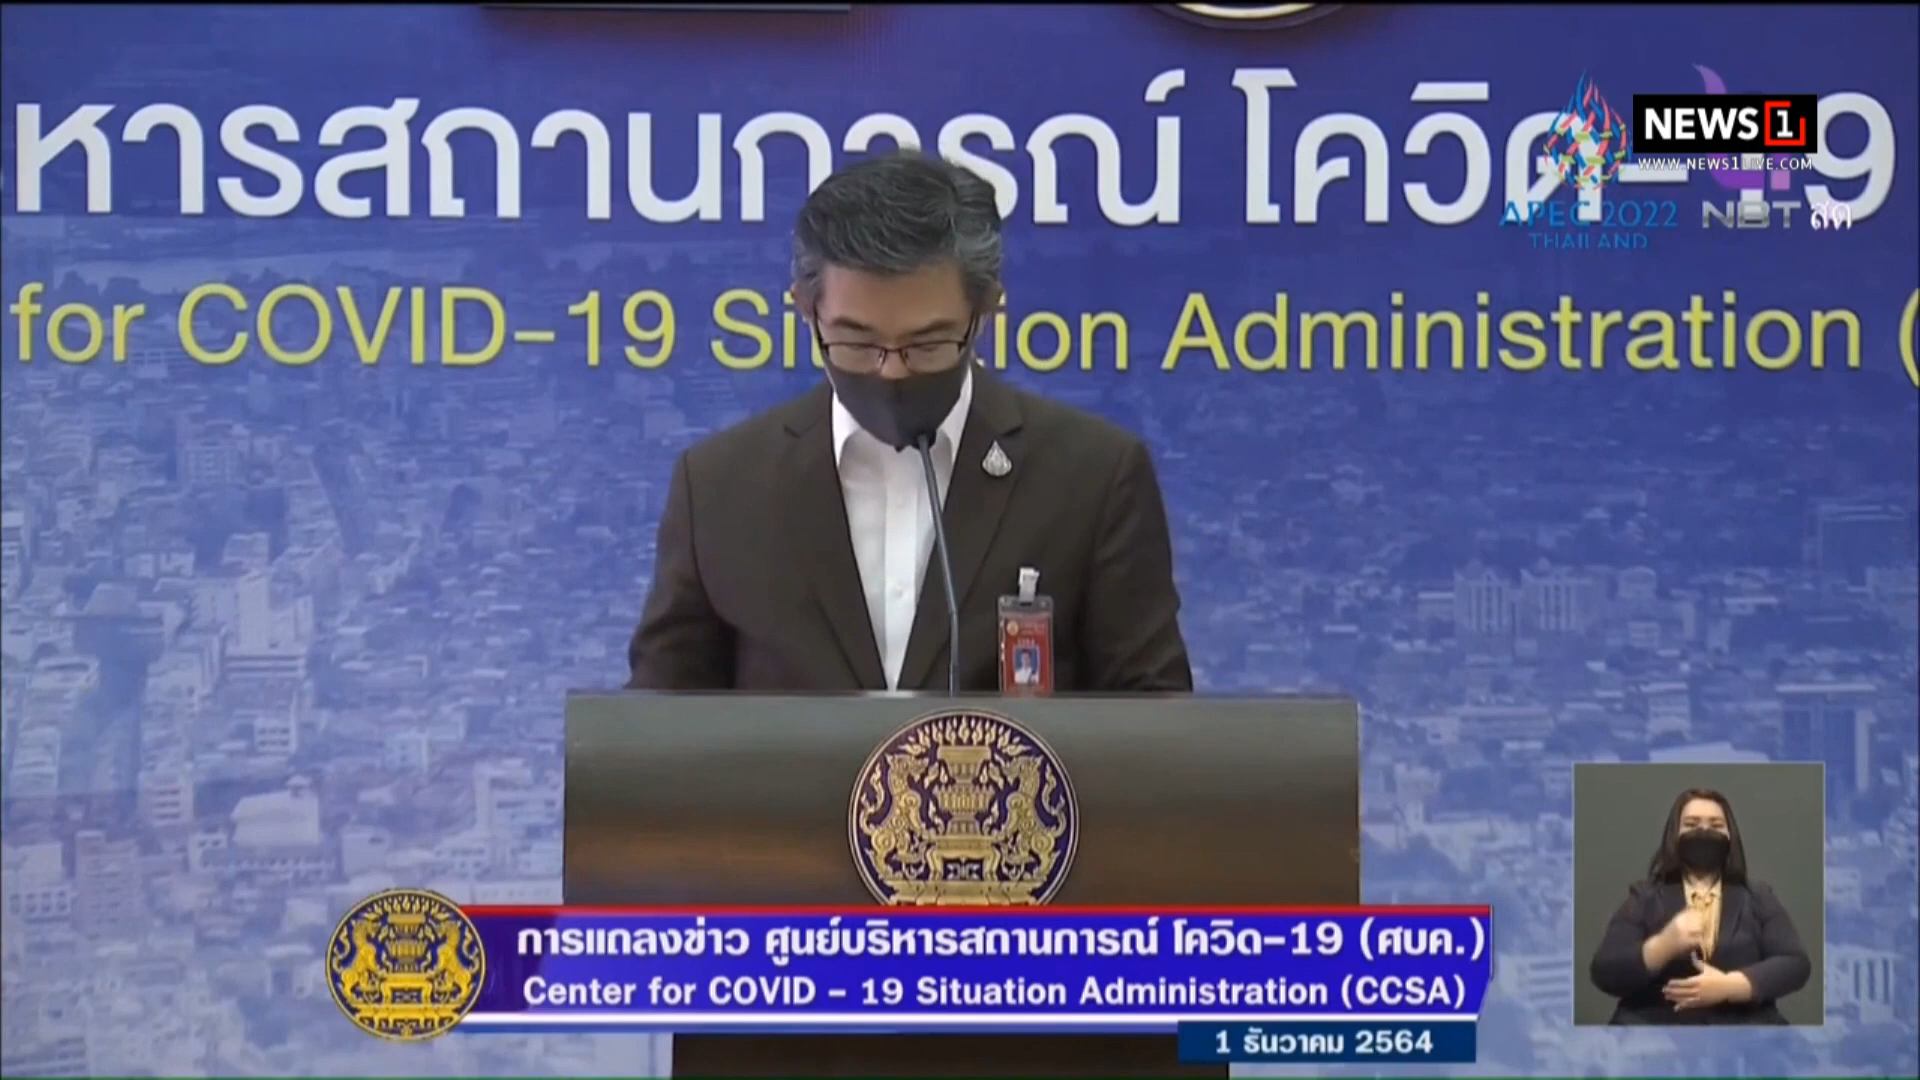 หารสถานการณ์ โควิด-19
for COVID-19 Situation Administration (
NEWS 1
WWW.NEWS1LIVE.COM
APEC 2022
THAILAND
NBT สด
การแถลงข่าว ศูนย์บริหารสถานการณ์ โควิด-19 (ศบค.)
Center for COVID - 19 Situation Administration (CCSA)
1 ธันวาคม 2564